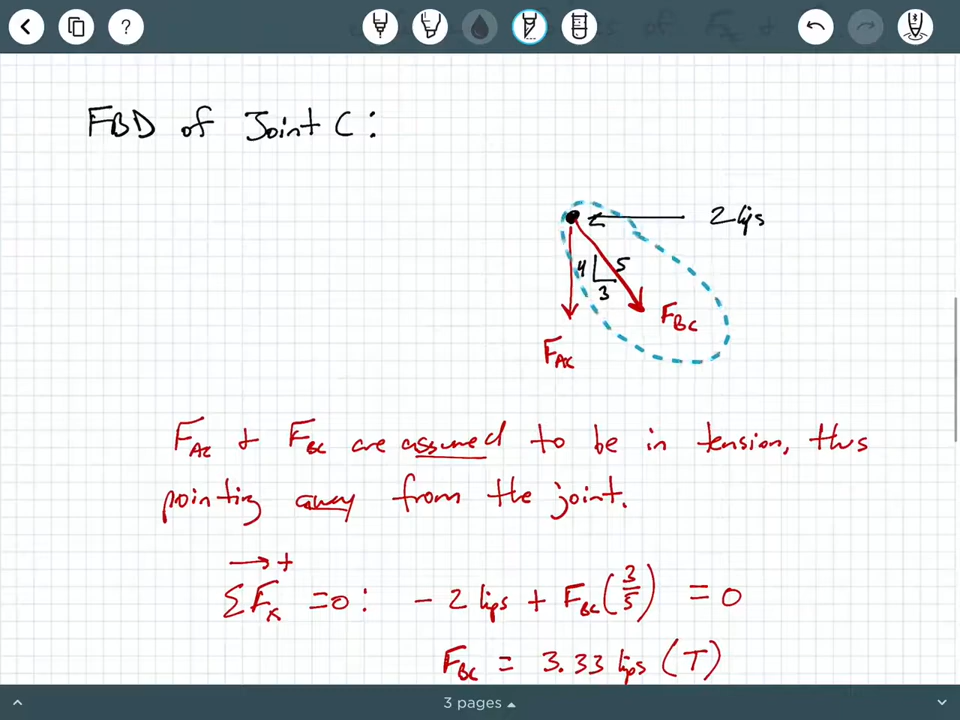 FBD of Joint C:
2 kips
4 5
3
F_BC
F_AC
F_AC + F_BC are assumed to be in tension, thus
pointing away from the joint.
→ +
ΣF_x =0: - 2 kips + F_BC (3/5) = 0
F_BC = 3.33 kips (T)
3 pages